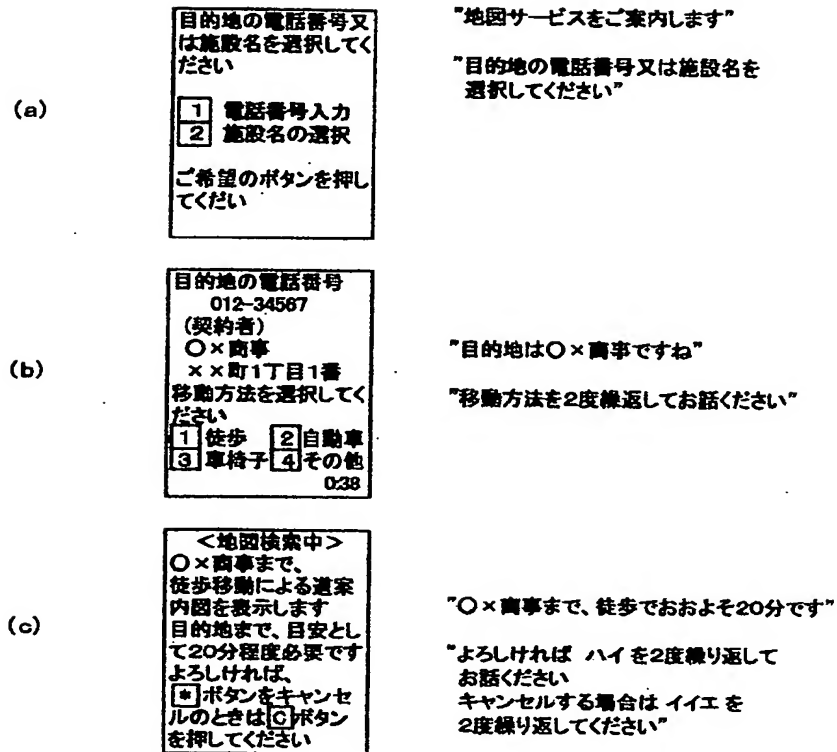 (a)
目的地の電話番号又
は施設名を選択してく
ださい
1 電話番号入力
2 施設名の選択
ご希望のボタンを押し
てくだい
"地図サービスをご案内します"
"目的地の電話番号又は施設名を
選択してください"
(b)
目的地の電話番号
012-34567
(契約者)
〇×商事
××町1丁目1番
移動方法を選択してく
ださい
1 徒歩 2 自動車
3 車椅子 4 その他
0:38
"目的地は〇×商事ですね"
"移動方法を2度繰返してお話ください"
(c)
<地図検索中>
〇×商事まで、
徒歩移動による道案
内図を表示します
目的地まで、目安とし
て20分程度必要です
よろしければ、
* ボタンをキャンセ
ルのときは C ボタン
を押してください
"〇×商事まで、徒歩でおおよそ20分です"
"よろしければ ハイ を2度繰り返して
お話ください
キャンセルする場合は イイエ を
2度繰り返してください"